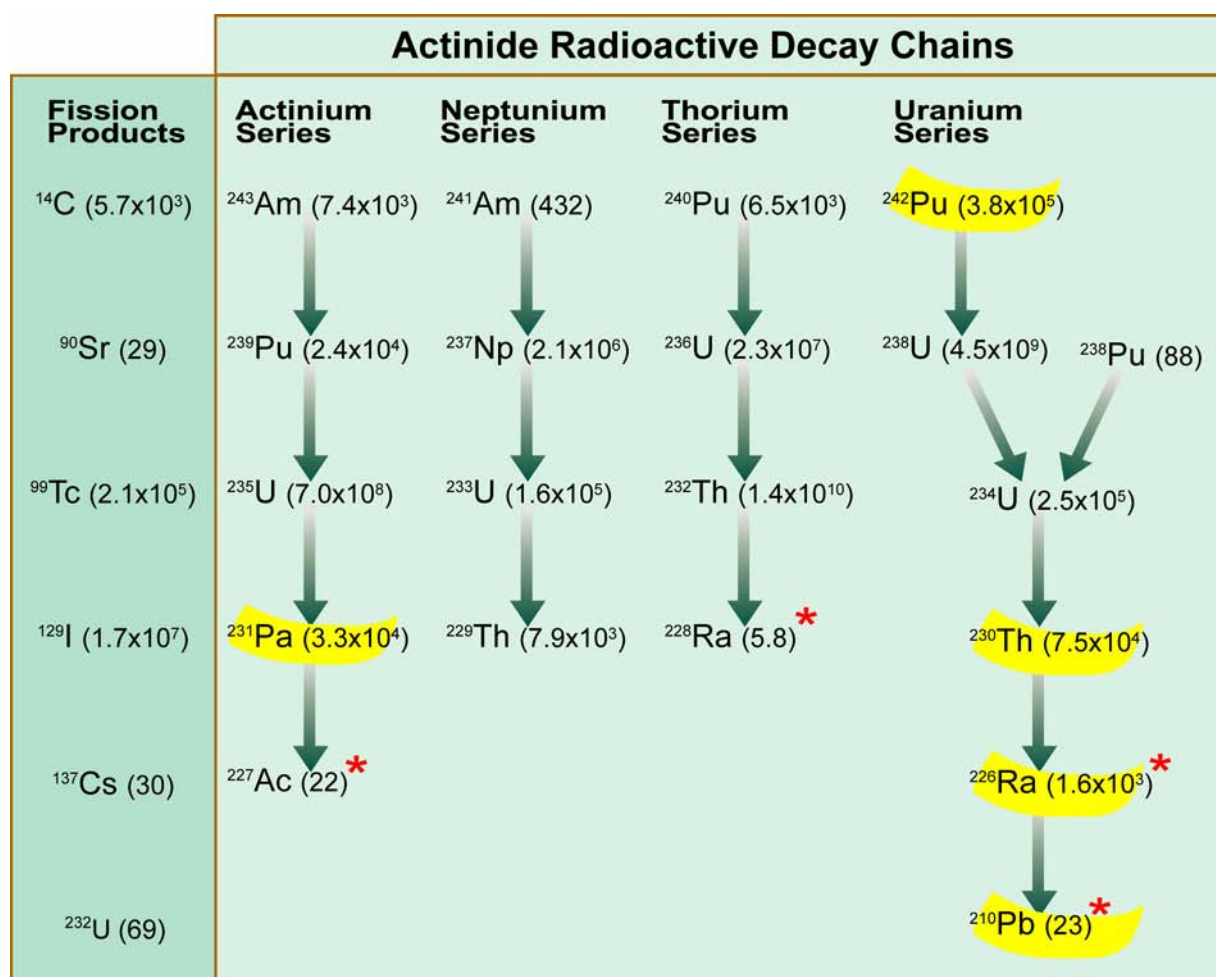 Actinide Radioactive Decay Chains
Fission
Products
Actinium
Series
Neptunium
Series
Thorium
Series
Uranium
Series
¹⁴C (5.7x10³)
²⁴³Am (7.4x10³)
²⁴¹Am (432)
²⁴⁰Pu (6.5x10³)
²⁴²Pu (3.8x10⁵)
⁹⁰Sr (29)
²³⁹Pu (2.4x10⁴)
²³⁷Np (2.1x10⁶)
²³⁶U (2.3x10⁷)
²³⁸U (4.5x10⁹)
²³⁸Pu (88)
⁹⁹Tc (2.1x10⁵)
²³⁵U (7.0x10⁸)
²³³U (1.6x10⁵)
²³²Th (1.4x10¹⁰)
²³⁴U (2.5x10⁵)
¹²⁹I (1.7x10⁷)
²³¹Pa (3.3x10⁴)
²²⁹Th (7.9x10³)
²²⁸Ra (5.8)*
²³⁰Th (7.5x10⁴)
¹³⁷Cs (30)
²²⁷Ac (22)*
²²⁶Ra (1.6x10³)*
²³²U (69)
²¹⁰Pb (23)*